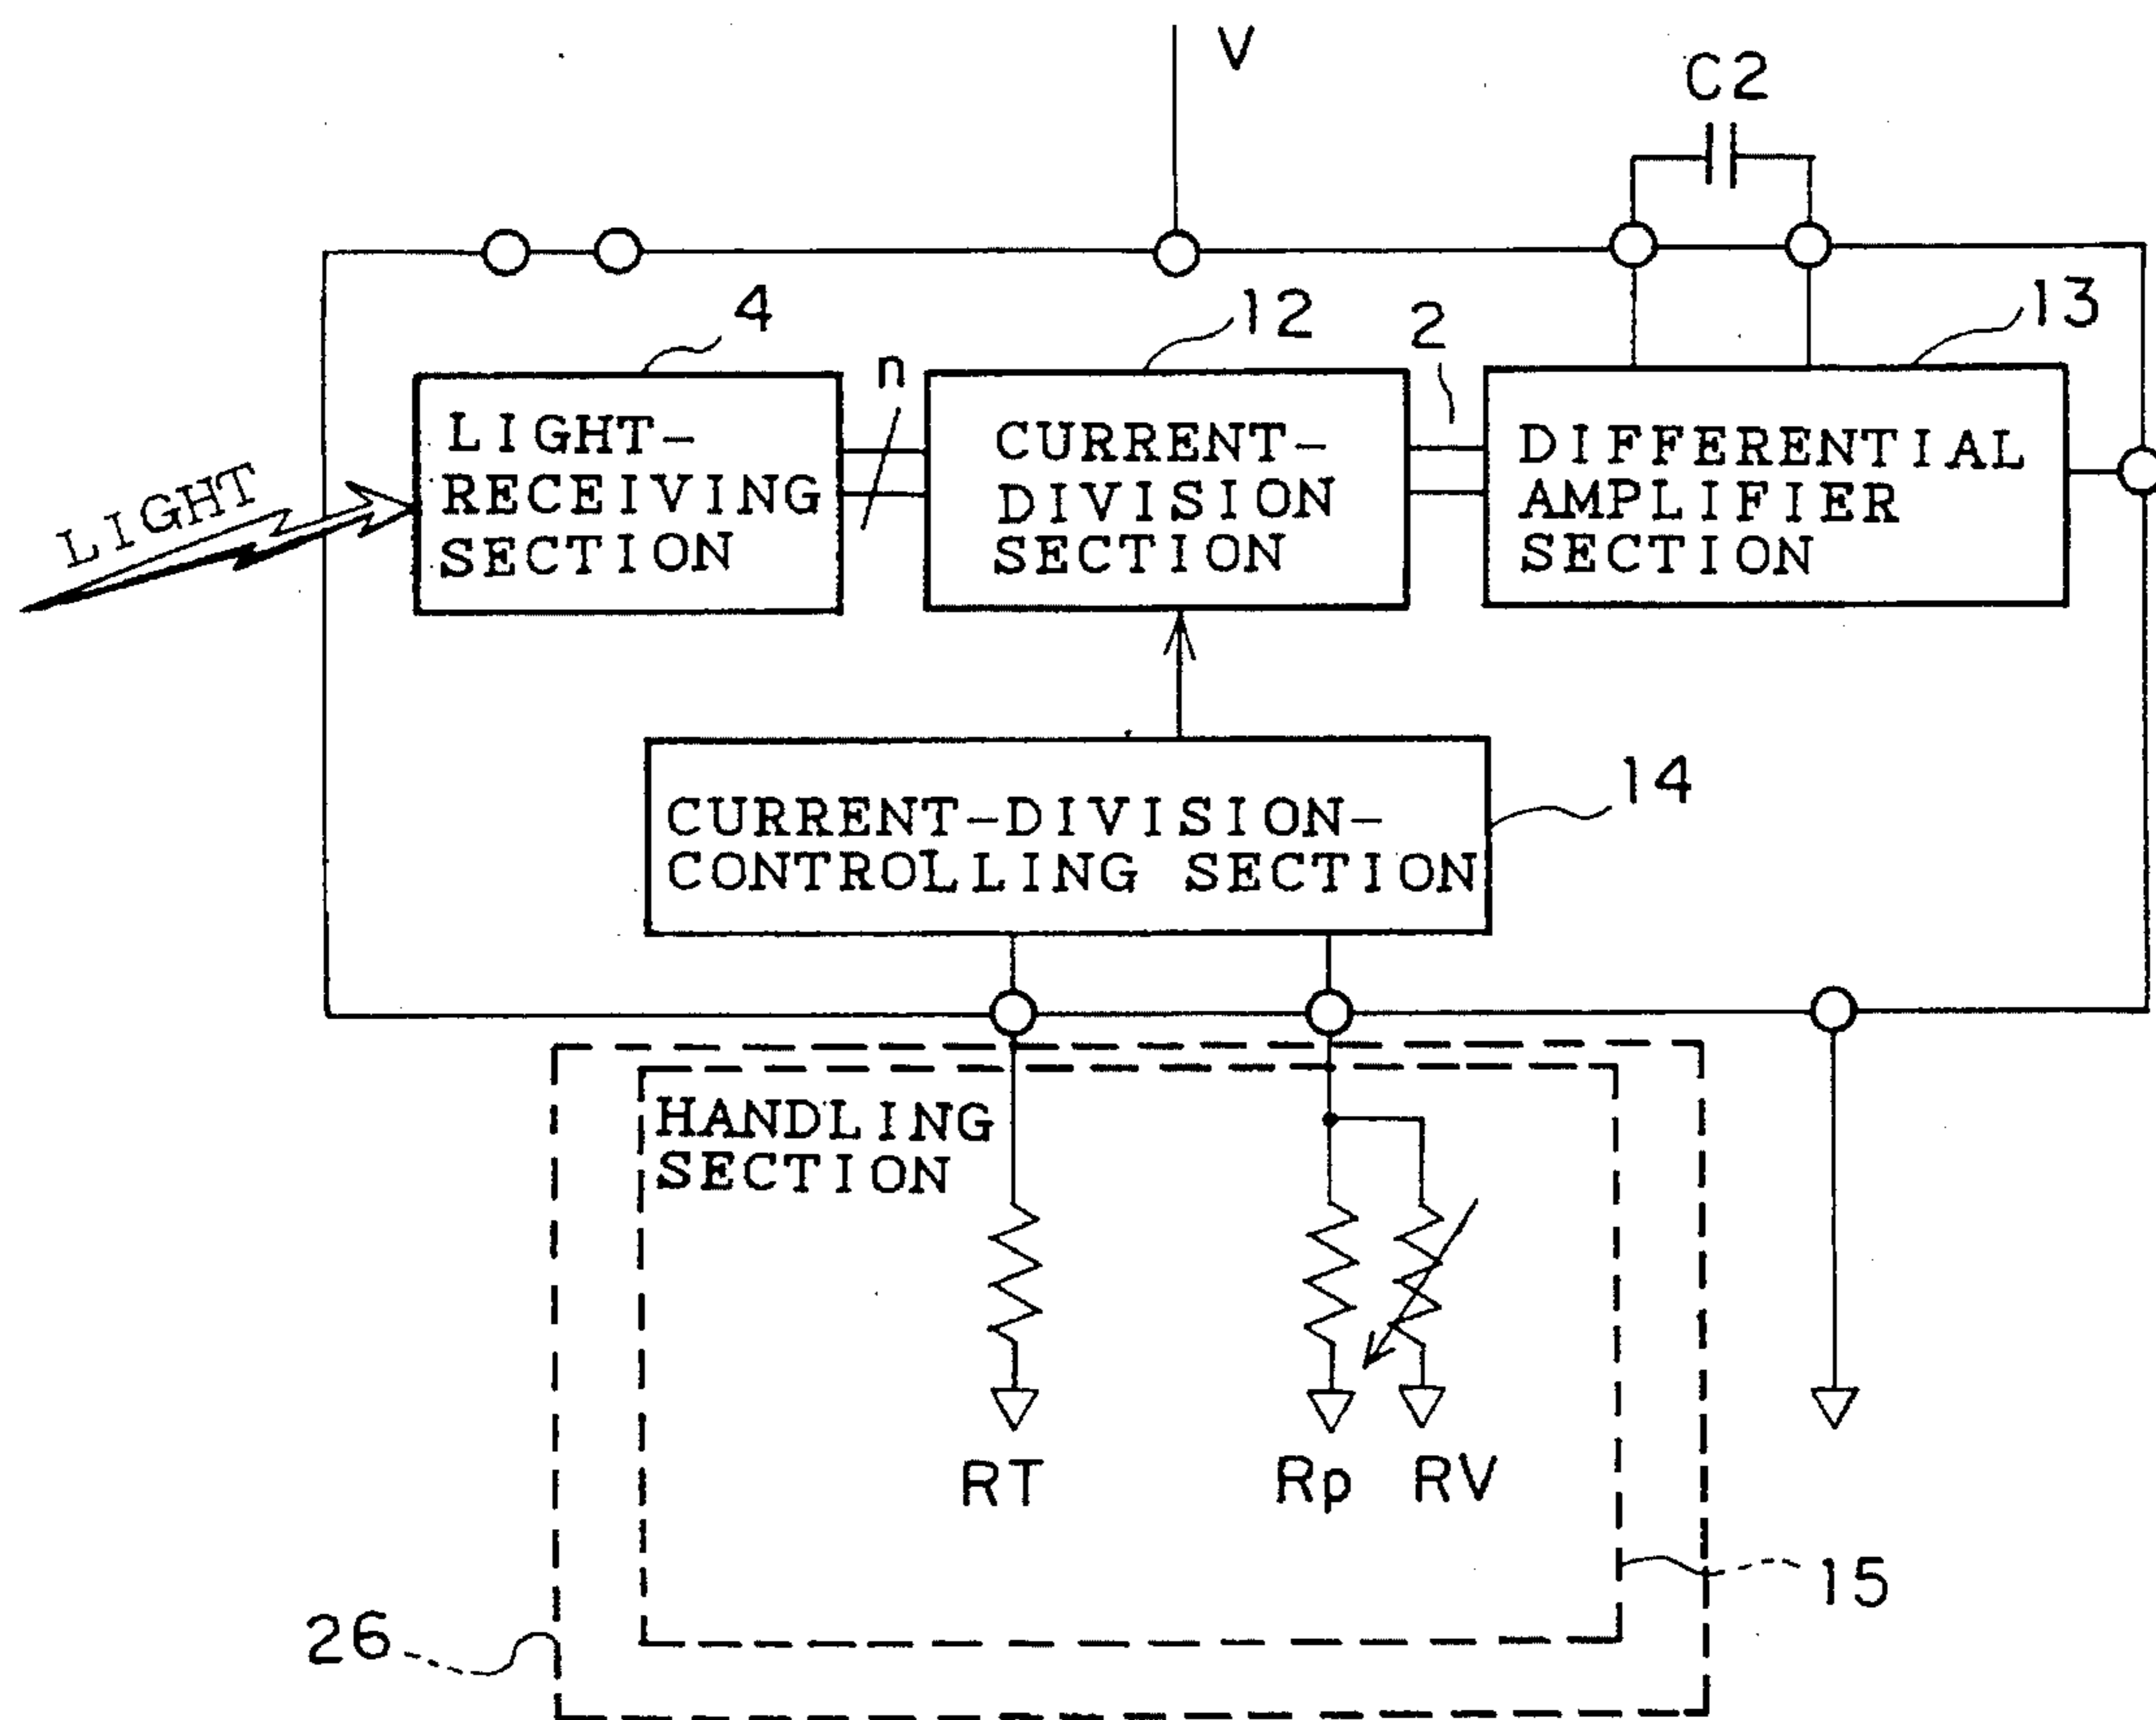 V
C2
4
n
12
2
13
LIGHT
LIGHT-
RECEIVING
SECTION
CURRENT-
DIVISION
SECTION
DIFFERENTIAL
AMPLIFIER
SECTION
CURRENT-DIVISION-
CONTROLLING SECTION
14
HANDLING
SECTION
RT
Rp
RV
15
26